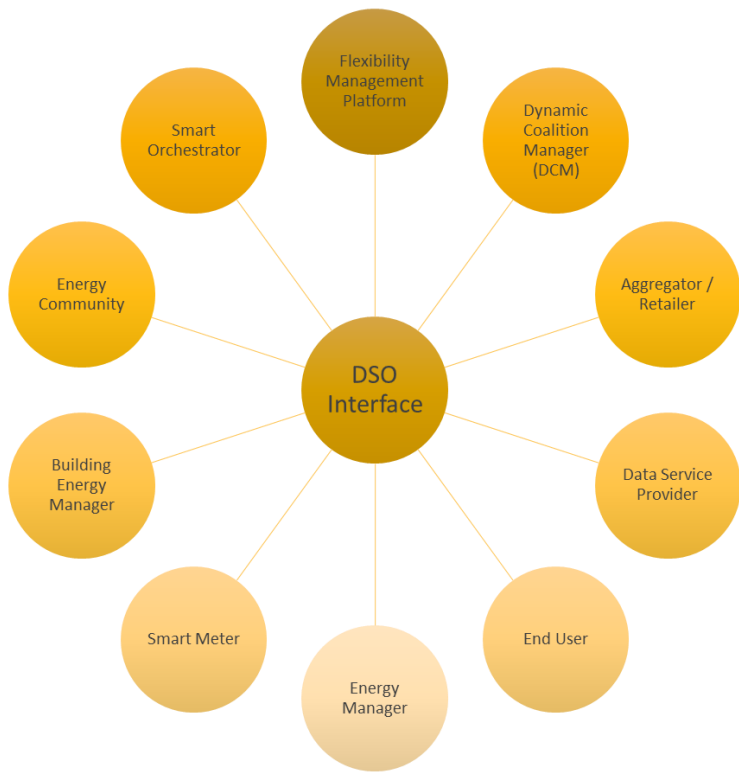 Flexibility
Management
Platform
Dynamic
Coalition
Manager
(DCM)
Aggregator /
Retailer
Data Service
Provider
End User
Energy
Manager
Smart Meter
Building
Energy
Manager
Energy
Community
Smart
Orchestrator
DSO
Interface